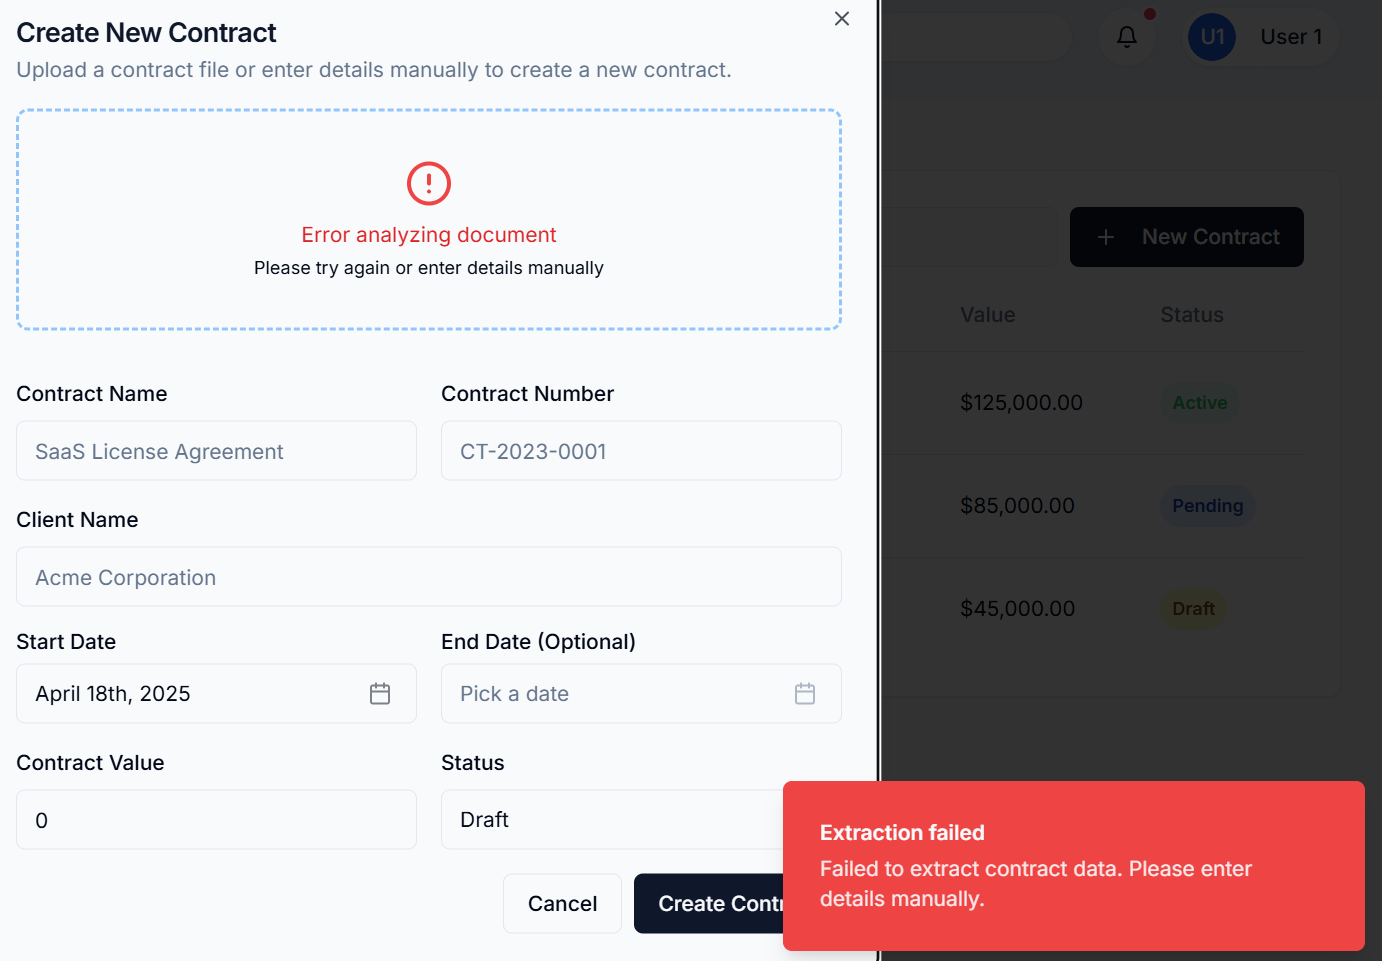 Create New Contract
Upload a contract file or enter details manually to create a new contract.
Error analyzing document
Please try again or enter details manually
Contract Name
Contract Number
SaaS License Agreement
CT-2023-0001
Client Name
Acme Corporation
Start Date
End Date (Optional)
April 18th, 2025
Pick a date
Contract Value
Status
0
Draft
Cancel
Create Contr
U1
User 1
+ New Contract
Value
Status
$125,000.00
Active
$85,000.00
Pending
$45,000.00
Draft
Extraction failed
Failed to extract contract data. Please enter
details manually.